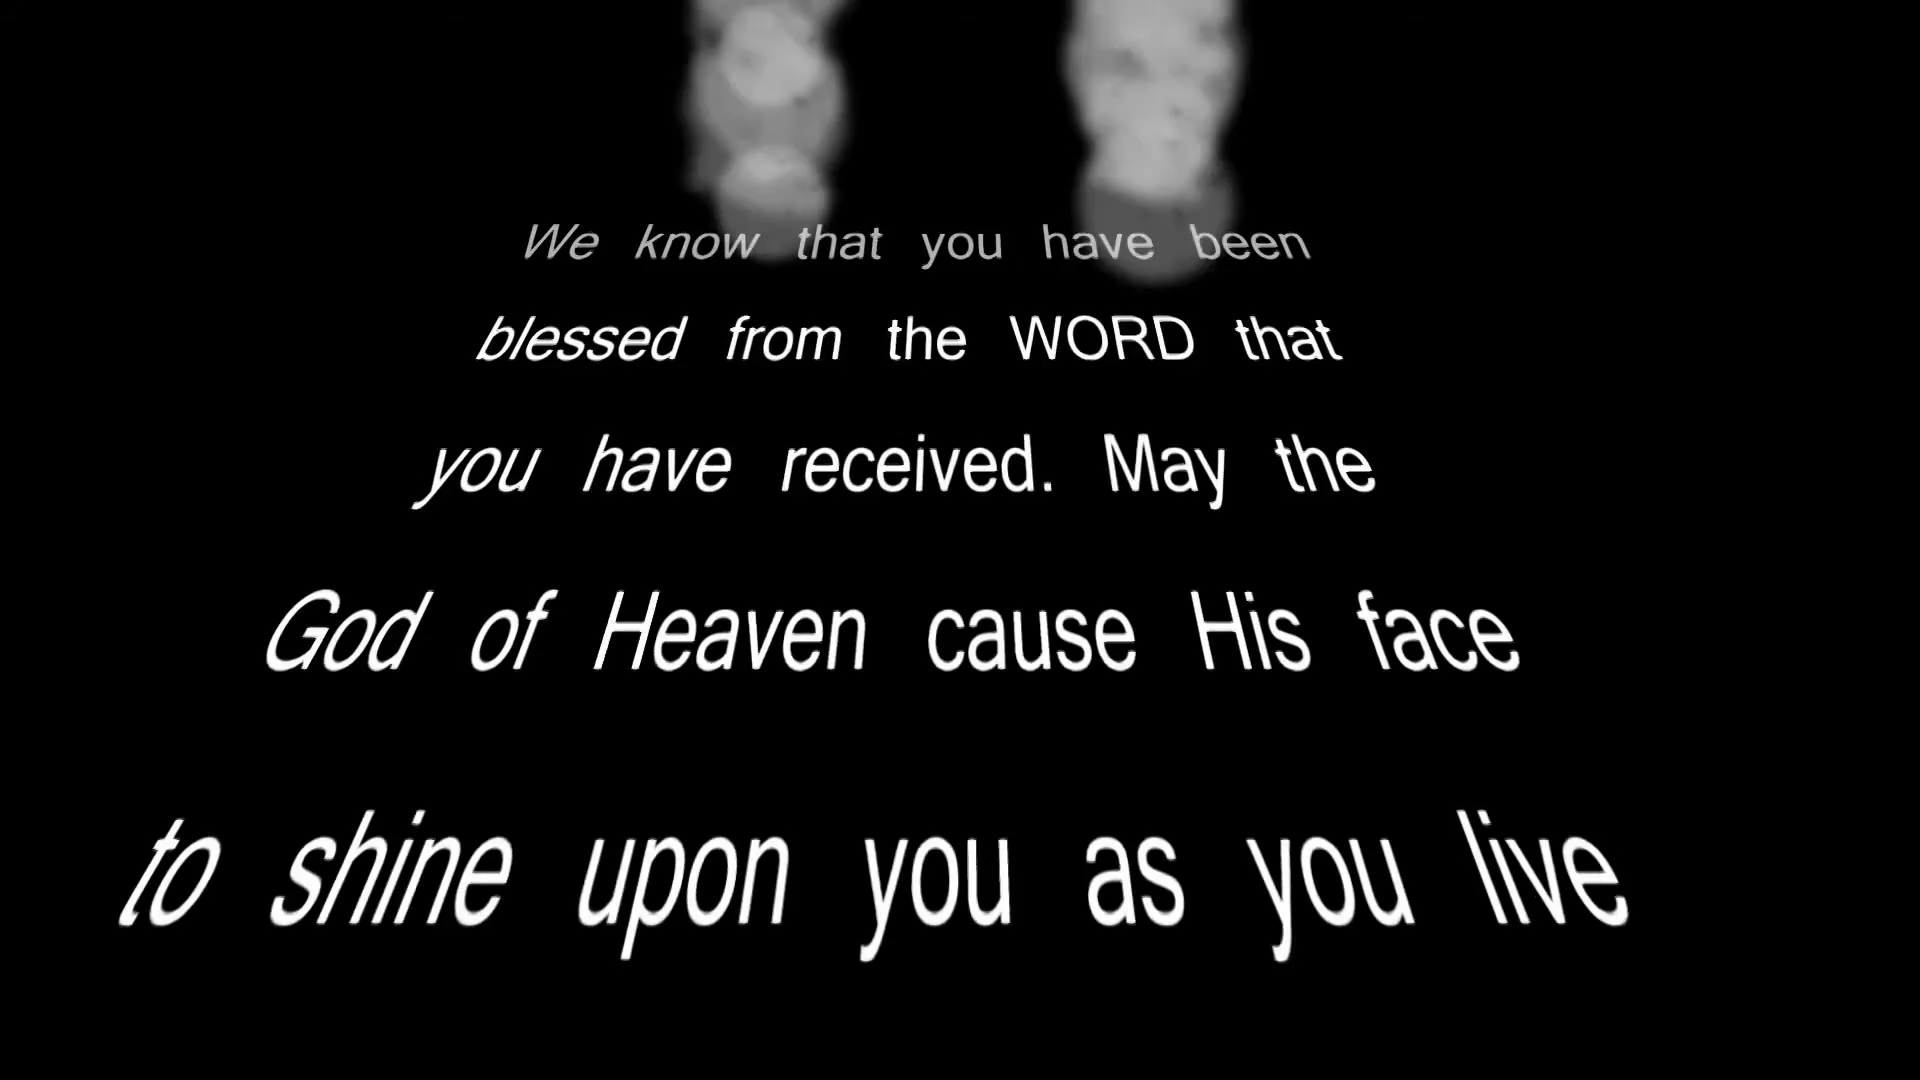 We know that you have been
blessed from the WORD that
you have received. May the
God of Heaven cause His face
to shine upon you as you live